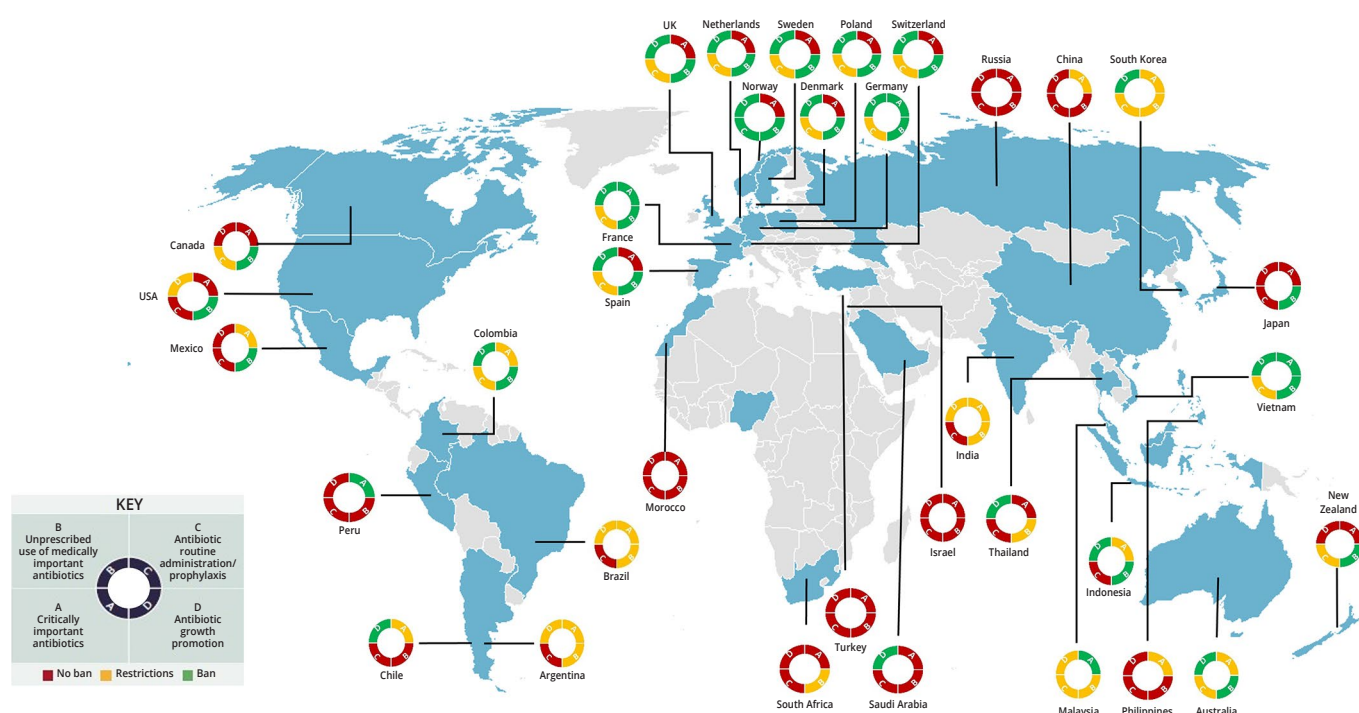 UK
Netherlands
Sweden
Poland
Switzerland
D A C B
D A C B
D A C B
D A C B
D A C B
Russia
China
South Korea
D A C B
D A C B
D A C B
Norway
Denmark
Germany
D A C B
D A C B
D A C B
D A C B
France
D A C B
Spain
Canada
D A C B
USA
D A C B
Mexico
D A C B
D A C B
Japan
Colombia
D A C B
D A C B
Vietnam
D A C B
India
D A C B
Morocco
D A C B
Peru
D A C B
Brazil
D A C B
Israel
D A C B
Thailand
D A C B
Indonesia
New
Zealand
D A C B
D A C B
Turkey
D A C B
Chile
D A C B
Argentina
D A C B
South Africa
D A C B
Saudi Arabia
D A C B
Malaysia
D A C B
Philippines
D A C B
Australia
KEY
B
Unprescribed
use of medically
important
antibiotics
C
Antibiotic
routine
administration/
prophylaxis
B C A D
A
Critically
important
antibiotics
D
Antibiotic
growth
promotion
No ban
Restrictions
Ban